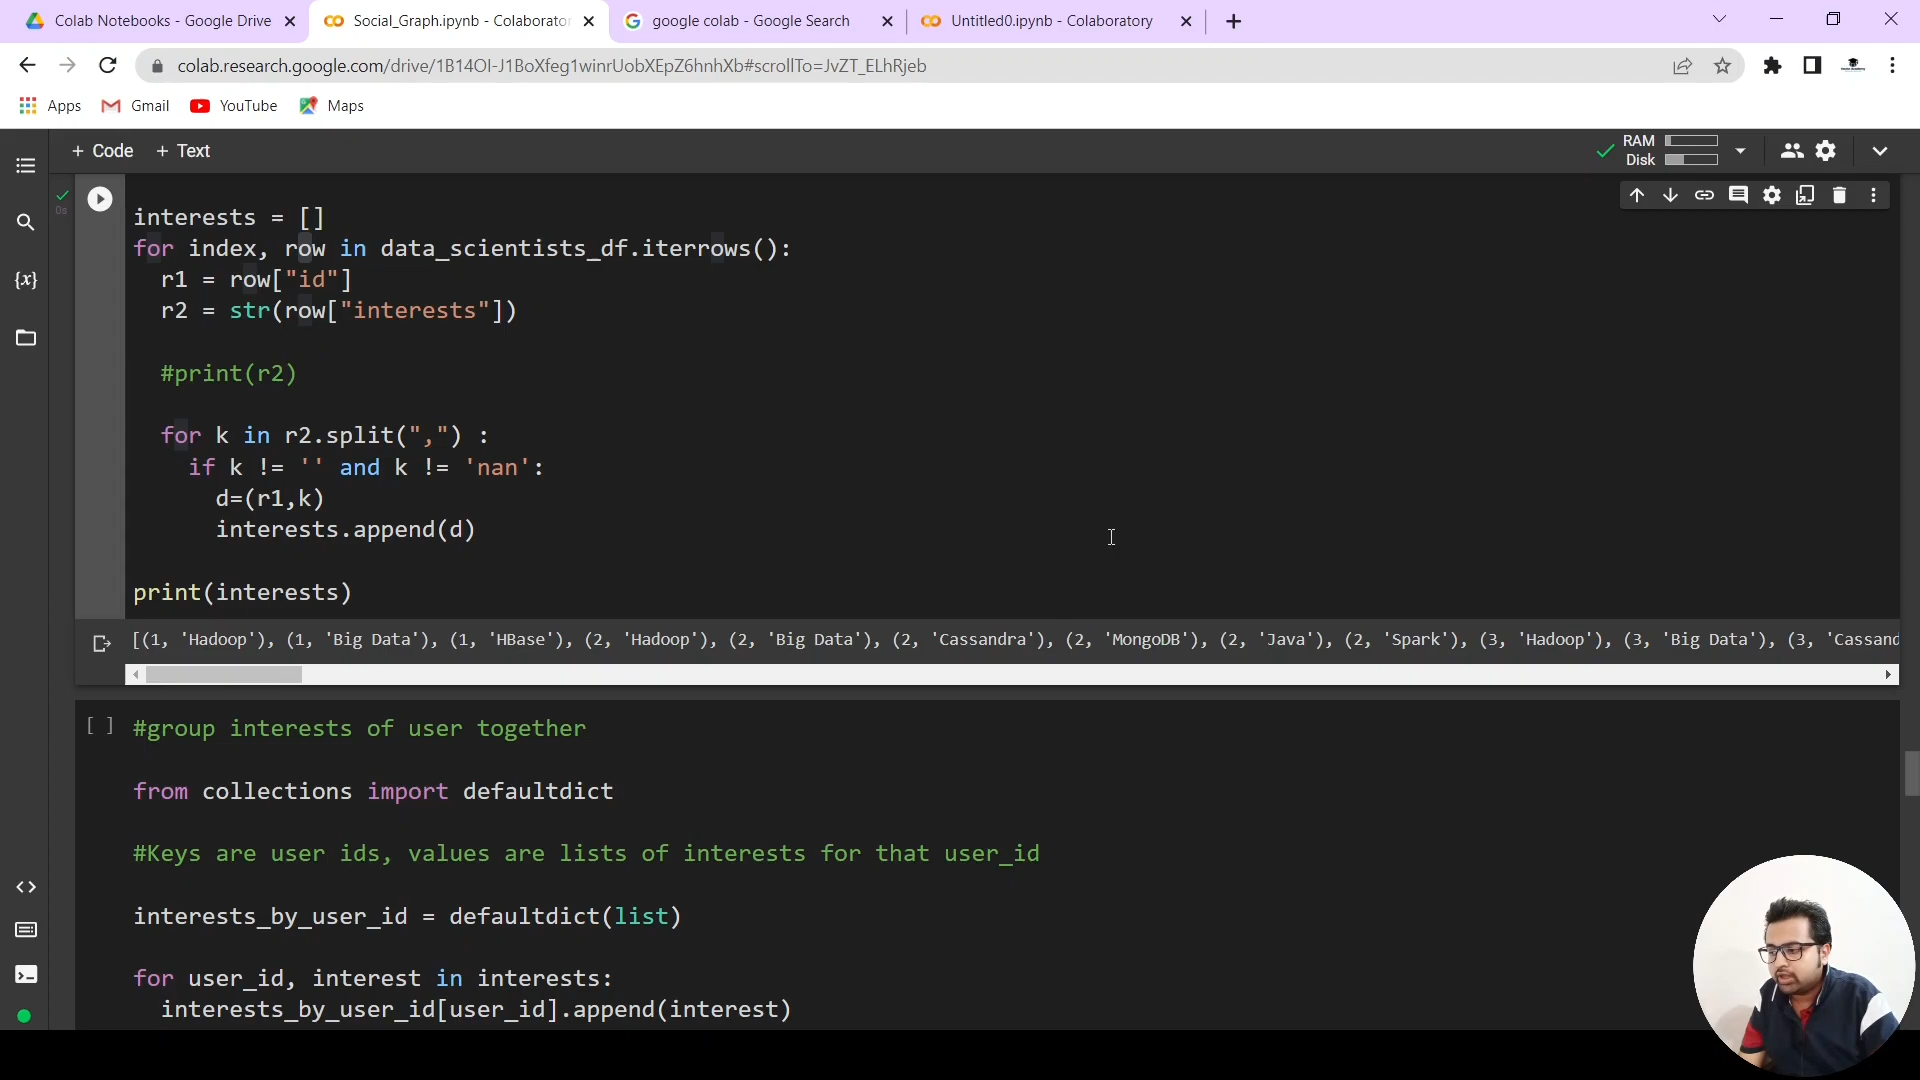 Colab Notebooks - Google Drive
Social_Graph.ipynb - Colaborator
google colab - Google Search
Untitled0.ipynb - Colaboratory
colab.research.google.com/drive/1B14OI-J1BoXfeg1winrUobXEpZ6hnhXb#scrollTo=JvZT_ELhRjeb
Apps
Gmail
YouTube
Maps
+ Code + Text
RAM
Disk
0s
interests = []
for index, row in data_scientists_df.iterrows():
r1 = row["id"]
r2 = str(row["interests"])
#print(r2)
for k in r2.split(",") :
if k != '' and k != 'nan':
d=(r1,k)
interests.append(d)
print(interests)
[(1, 'Hadoop'), (1, 'Big Data'), (1, 'HBase'), (2, 'Hadoop'), (2, 'Big Data'), (2, 'Cassandra'), (2, 'MongoDB'), (2, 'Java'), (2, 'Spark'), (3, 'Hadoop'), (3, 'Big Data'), (3, 'Cassand
[ ] #group interests of user together
from collections import defaultdict
#Keys are user ids, values are lists of interests for that user_id
interests_by_user_id = defaultdict(list)
for user_id, interest in interests:
interests_by_user_id[user_id].append(interest)